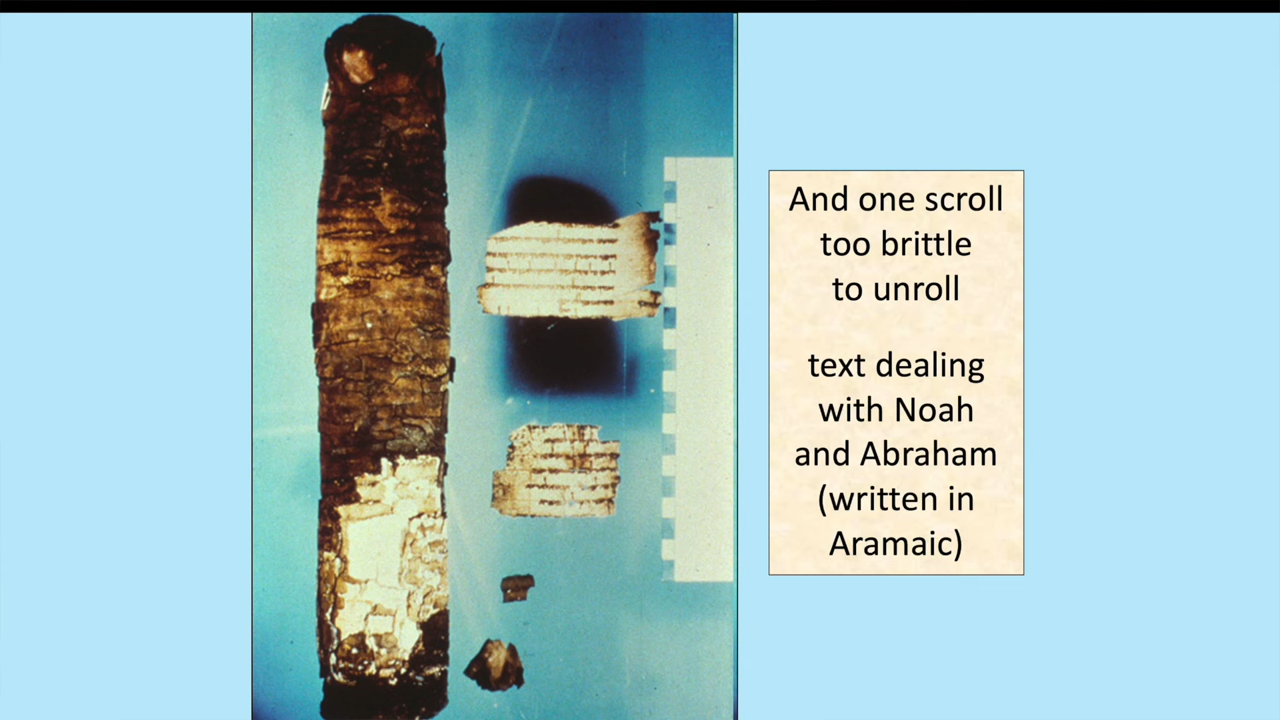 And one scroll
too brittle
to unroll
text dealing
with Noah
and Abraham
(written in
Aramaic)